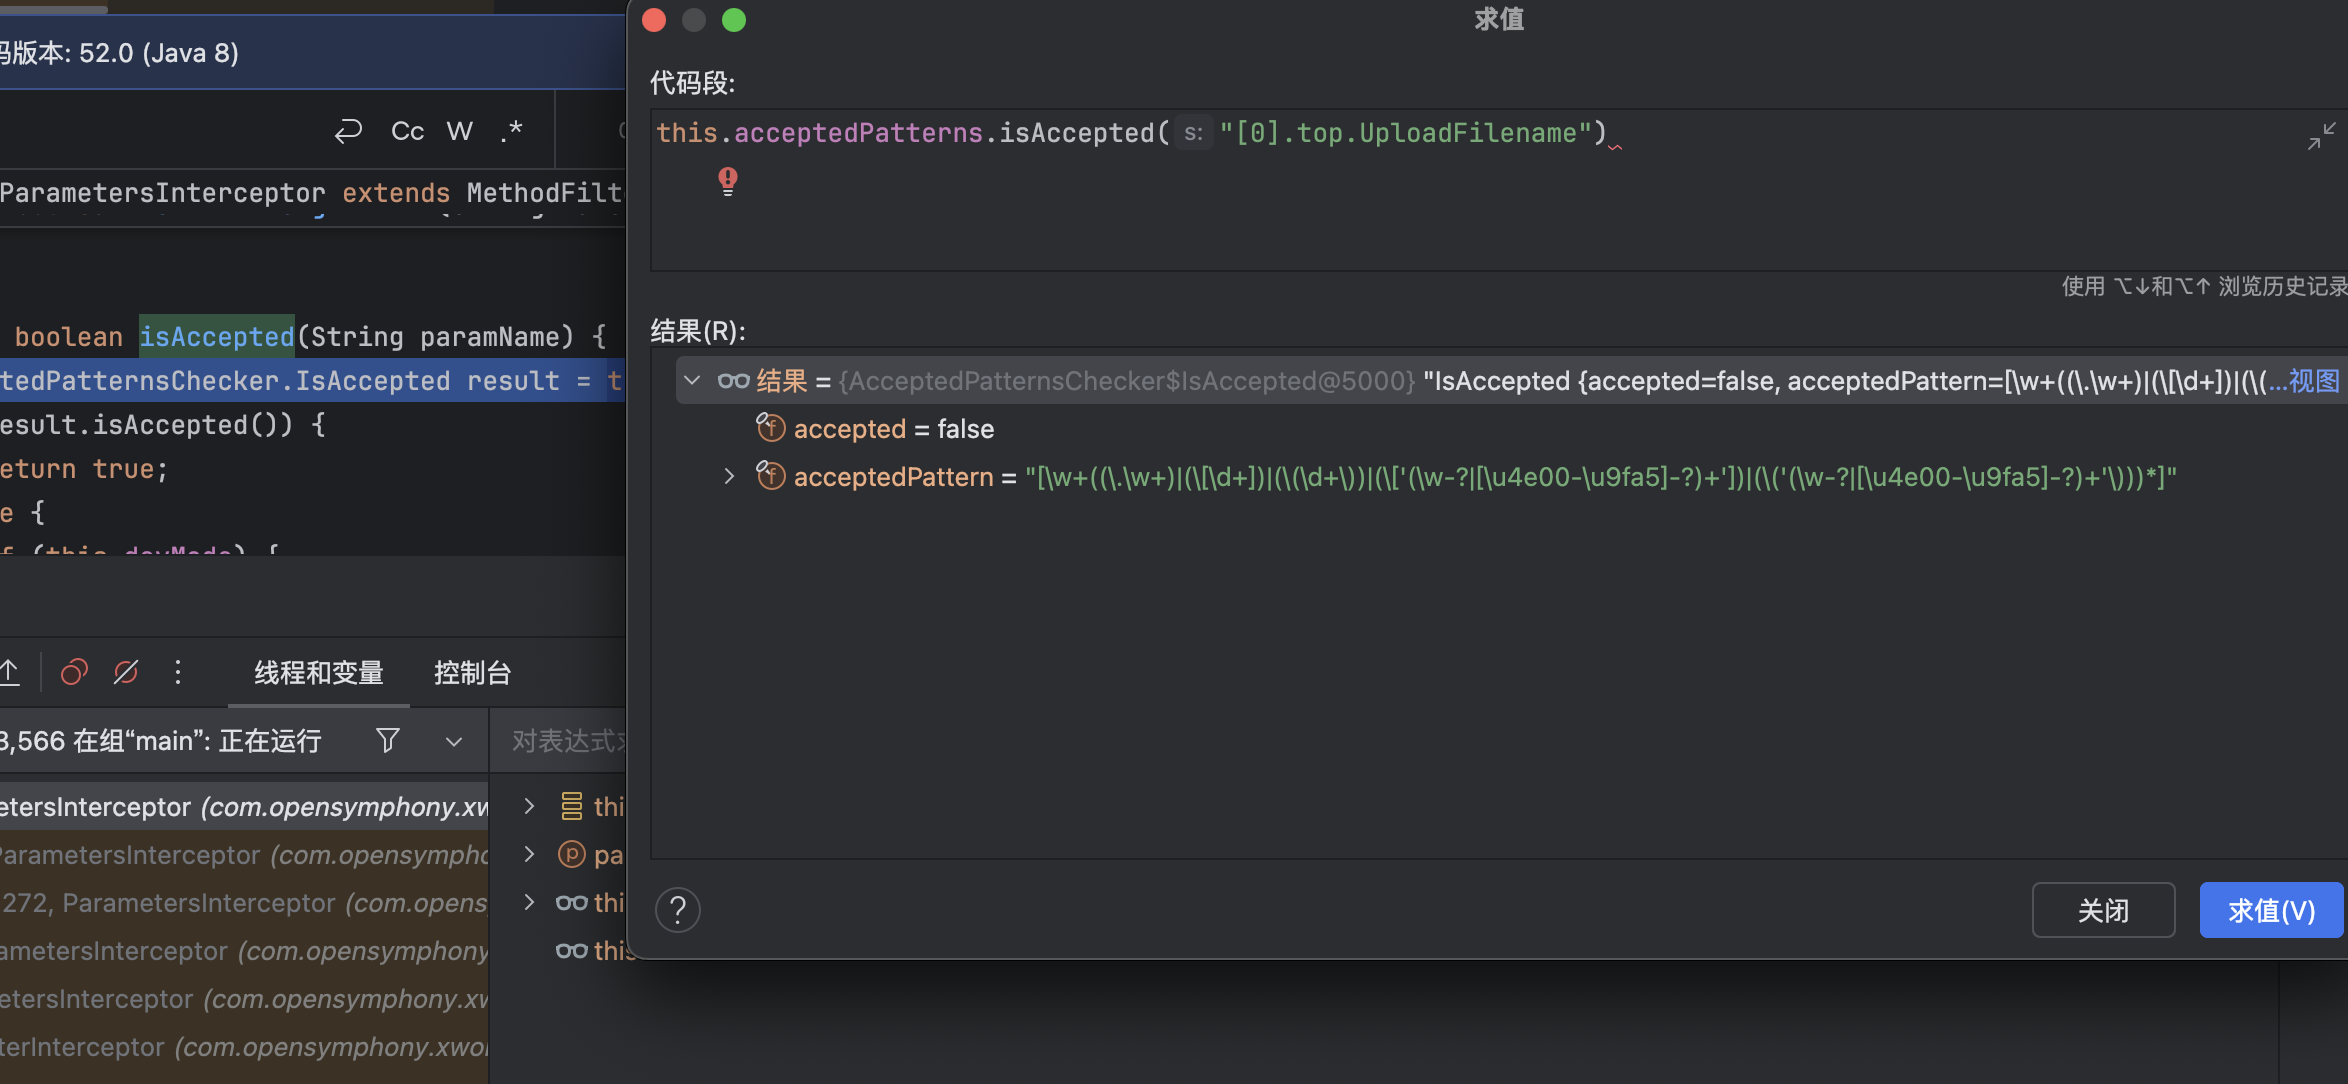 码版本: 52.0 (Java 8)
Cc W .*
ParametersInterceptor extends MethodFilt
boolean isAccepted(String paramName) {
tedPatternsChecker.IsAccepted result = t
esult.isAccepted()) {
eturn true;
e {
f (this.devMode) {
线程和变量 控制台
3,566 在组“main”: 正在运行
对表达式求
etersInterceptor (com.opensymphony.xw
ParametersInterceptor (com.opensympho
272, ParametersInterceptor (com.opens
ametersInterceptor (com.opensymphony
etersInterceptor (com.opensymphony.xw
terInterceptor (com.opensymphony.xwo
thi
pa
thi
this
求值
代码段:
this.acceptedPatterns.isAccepted( s: "[0].top.UploadFilename")
使用 ⌥↓和⌥↑ 浏览历史记录
结果(R):
结果 = {AcceptedPatternsChecker$IsAccepted@5000} "IsAccepted {accepted=false, acceptedPattern=[\w+((\.\w+)|(\[\d+])|(\(…视图
accepted = false
acceptedPattern = "[\w+((\.\w+)|(\[\d+])|(\(\d+\))|(\['(\w-?|[\u4e00-\u9fa5]-?)+'])|(\('(\w-?|[\u4e00-\u9fa5]-?)+'\)))*]"
?
关闭 求值(V)